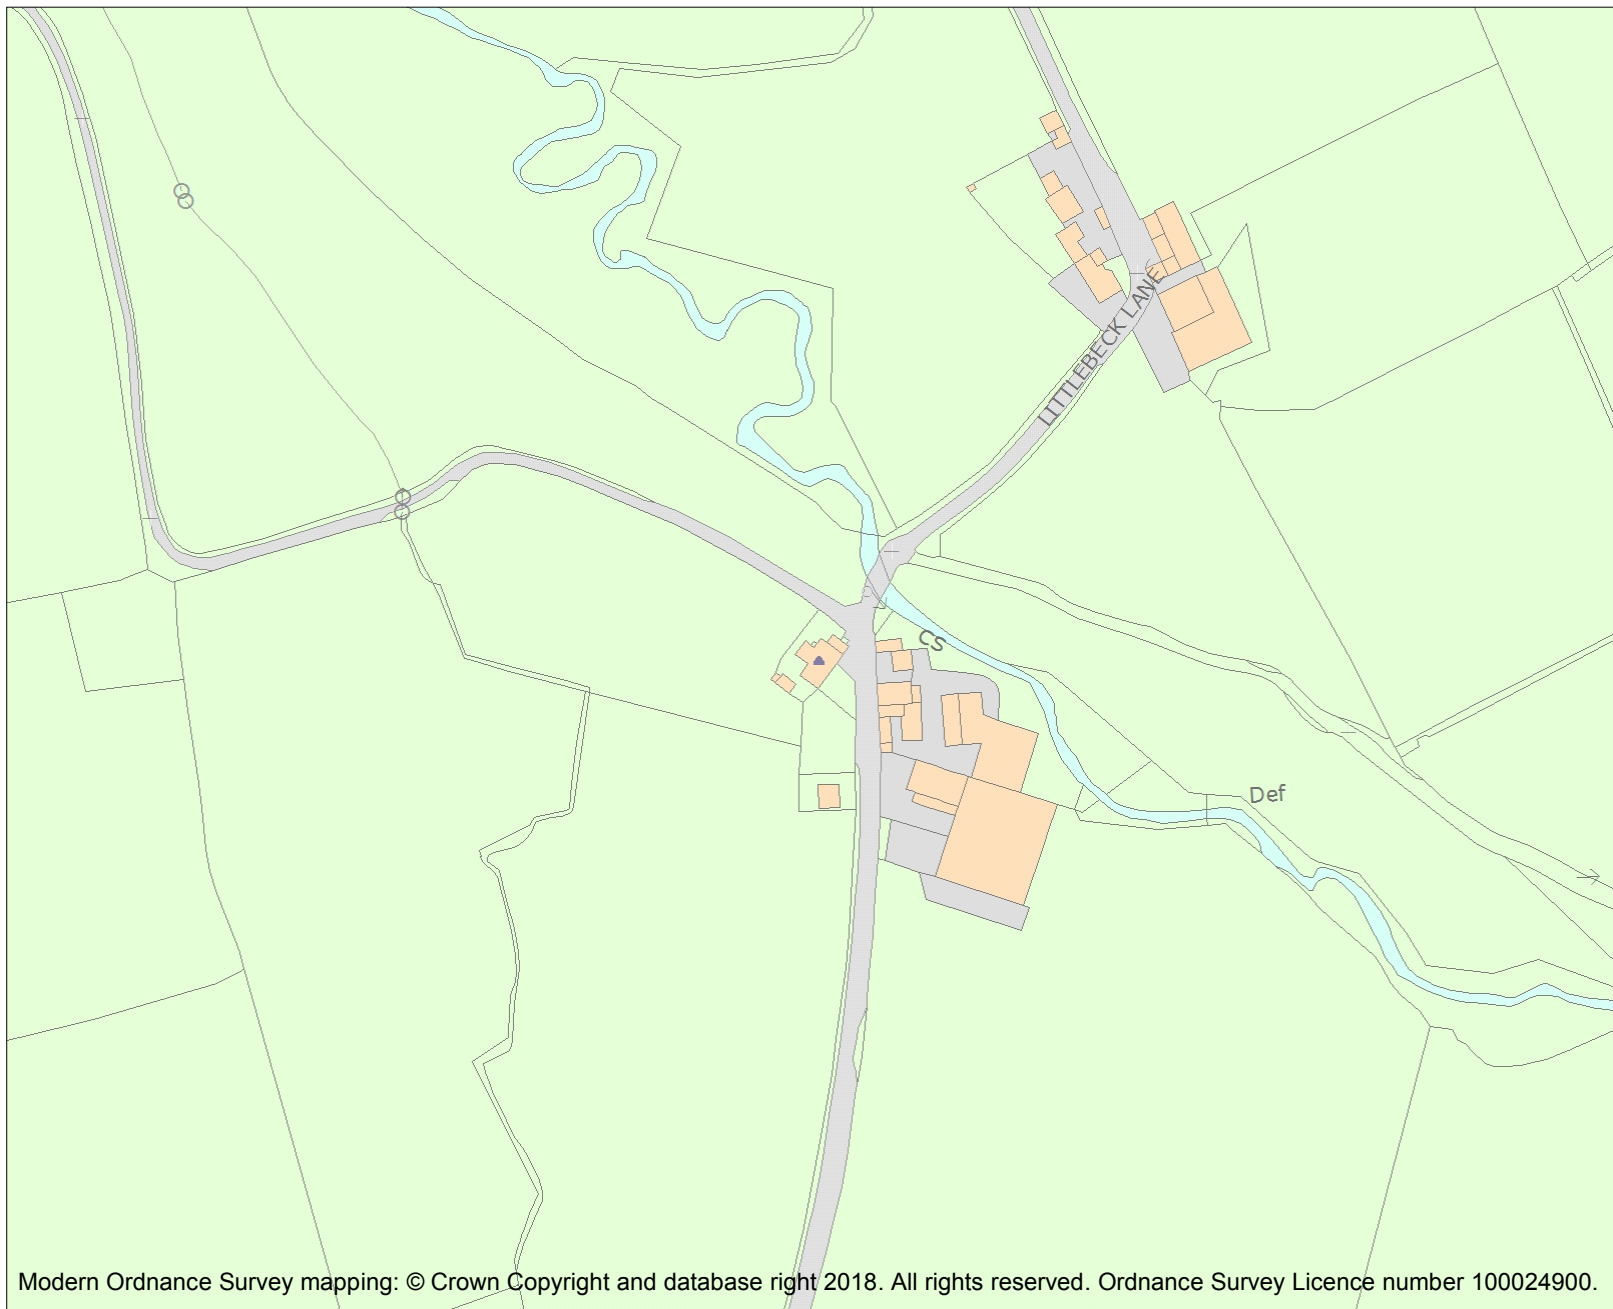 LITTLEBECK LANE
CS
Def
Modern Ordnance Survey mapping: © Crown Copyright and database right 2018. All rights reserved. Ordnance Survey Licence number 100024900.